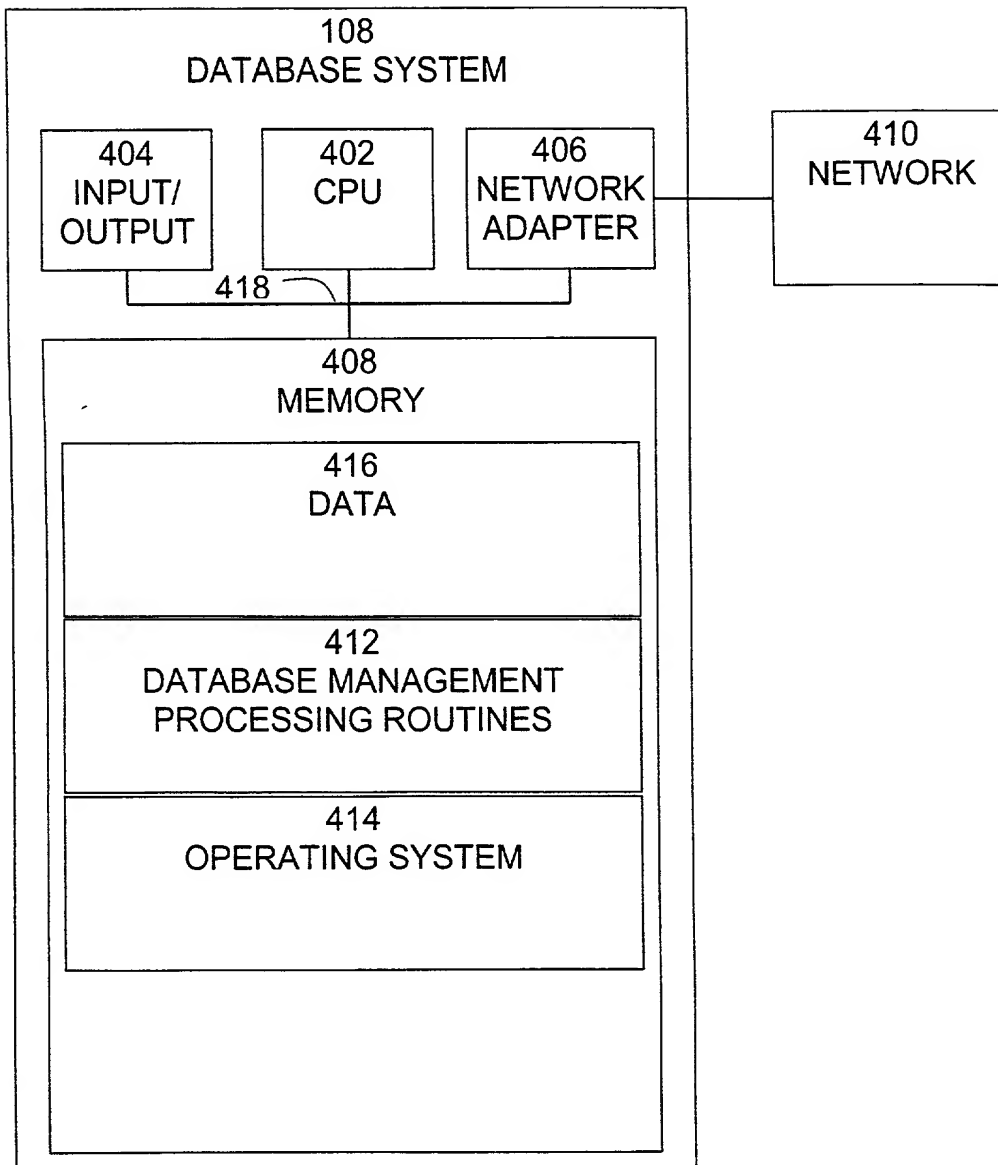 108
DATABASE SYSTEM
404
INPUT/
OUTPUT
402
CPU
406
NETWORK
ADAPTER
410
NETWORK
418
408
MEMORY
416
DATA
412
DATABASE MANAGEMENT
PROCESSING ROUTINES
414
OPERATING SYSTEM